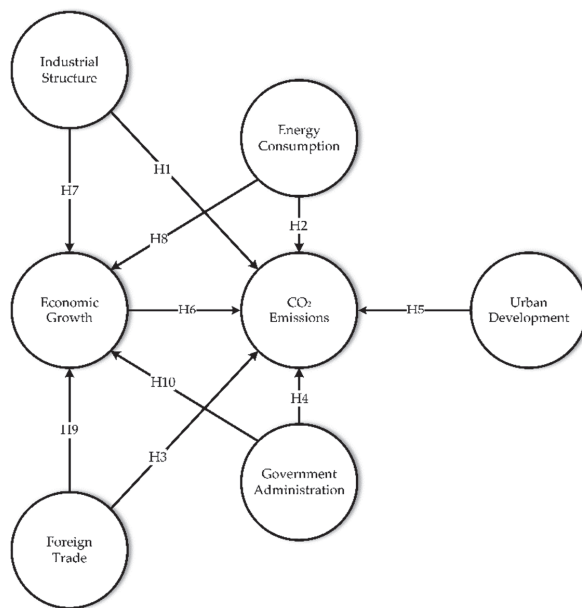 Industrial
Structure
Energy
Consumption
H1
H7
H2
H8
Economic
Growth
H6
CO₂
Emissions
H5
Urban
Development
H10
H4
H9
H3
Government
Administration
Foreign
Trade